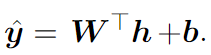 ŷ = W⊤h + b.